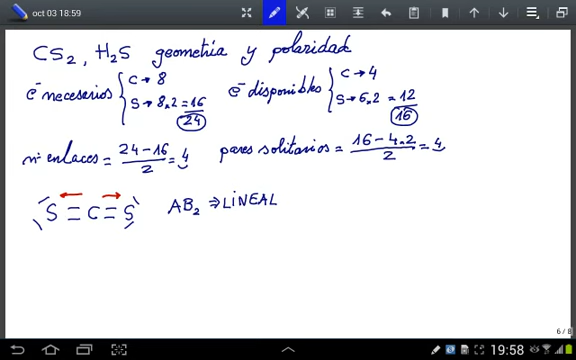 oct 03 18:59
CS2, H2S geometría y polaridad
é necesarios { C → 8
S → 8.2 = 16
24
é disponibles { C → 4
S → 6.2 = 12
16
nº enlaces = 24 - 16 / 2 = 4
pares solitarios = 16 - 4.2 / 2 = 4
S = C = S
AB2 ⇒ LINEAL
6 / 8
19:58